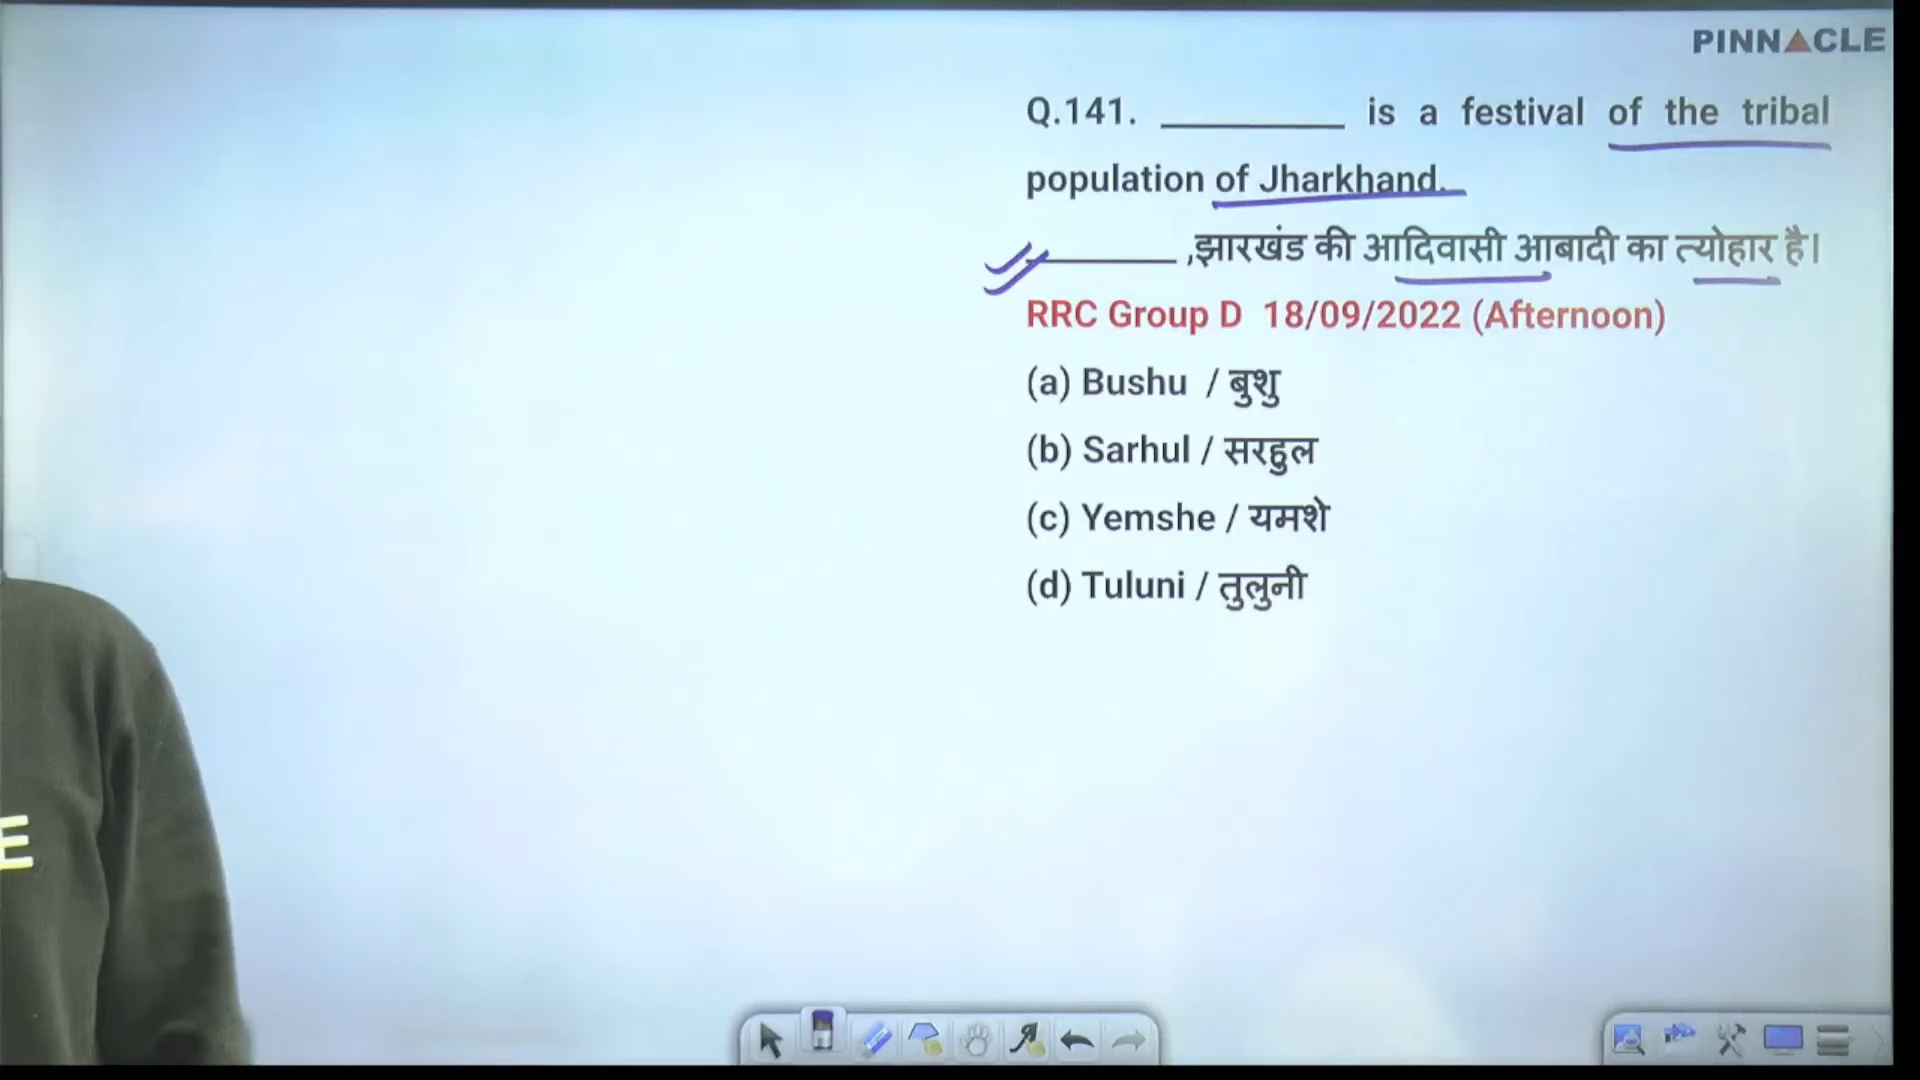 PINNACLE
Q.141. __________ is a festival of the tribal
population of Jharkhand.
________ ,झारखंड की आदिवासी आबादी का त्योहार है।
RRC Group D 18/09/2022 (Afternoon)
(a) Bushu / बुशु
(b) Sarhul / सरहुल
(c) Yemshe / यमशे
(d) Tuluni / तुलुनी
E